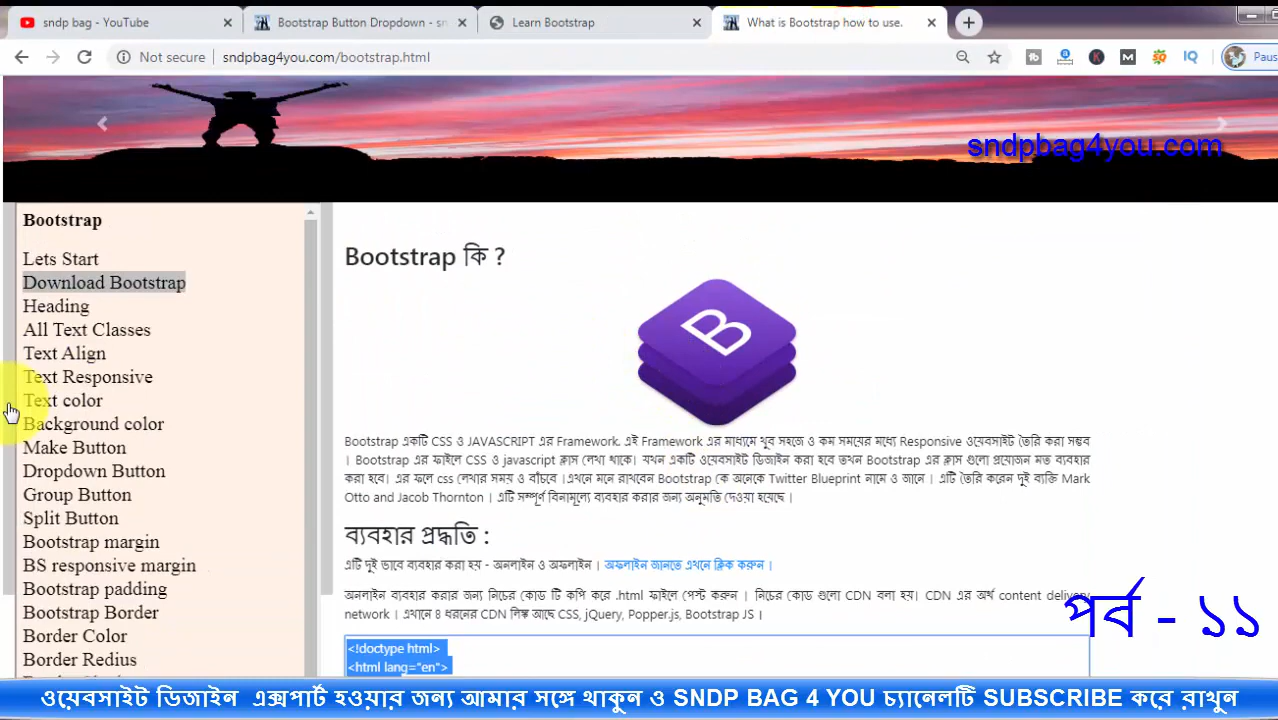 sndp bag - YouTube
Bootstrap Button Dropdown - sn
Learn Bootstrap
What is Bootstrap how to use.
Not secure
sndpbag4you.com/bootstrap.html
Paus
sndpbag4you.com
Bootstrap
Lets Start
Download Bootstrap
Heading
All Text Classes
Text Align
Text Responsive
Text color
Background color
Make Button
Dropdown Button
Group Button
Split Button
Bootstrap margin
BS responsive margin
Bootstrap padding
Bootstrap Border
Border Color
Border Redius
Bootstrap কি ?
B
Bootstrap একটি CSS ও JAVASCRIPT এর Framework. এই Framework এর মাধ্যমে খুব সহজে ও কম সময়ের মধ্যে Responsive ওয়েবসাইট তৈরি করা সম্ভব
। Bootstrap এর ফাইলে CSS ও javascript ক্লাস লেখা থাকে। যখন একটি ওয়েবসাইট ডিজাইন করা হবে তখন Bootstrap এর ক্লাস গুলো প্রয়োজন মত ব্যবহার
করা হবে। এর ফলে css লেখার সময় ও বাঁচবে ।এখনে মনে রাখবেন Bootstrap কে অনেকে Twitter Blueprint নামে ও জানে । এটি তৈরি করেন দুই ব্যক্তি Mark
Otto and Jacob Thornton । এটি সম্পূর্ণ বিনামূল্যে ব্যবহার করার জন্য অনুমতি দেওয়া হয়েছে ।
ব্যবহার প্রদ্ধতি :
এটি দুই ভাবে ব্যবহার করা হয় - অনলাইন ও অফলাইন । অফলাইন জানতে এখনে ক্লিক করুন ।
অনলাইন ব্যবহার করার জন্য নিচের কোড টি কপি করে .html ফাইলে পেস্ট করুন । নিচের কোড গুলো CDN বলা হয়। CDN এর অর্থ content delivery
network । এখানে 4 ধরনের CDN লিঙ্ক আছে CSS, jQuery, Popper.js, Bootstrap JS ।
পর্ব - ১১
<!doctype html>
<html lang="en">
ওয়েবসাইট ডিজাইন এক্সপার্ট হওয়ার জন্য আমার সঙ্গে থাকুন ও SNDP BAG 4 YOU চ্যানেলটি SUBSCRIBE করে রাখুন